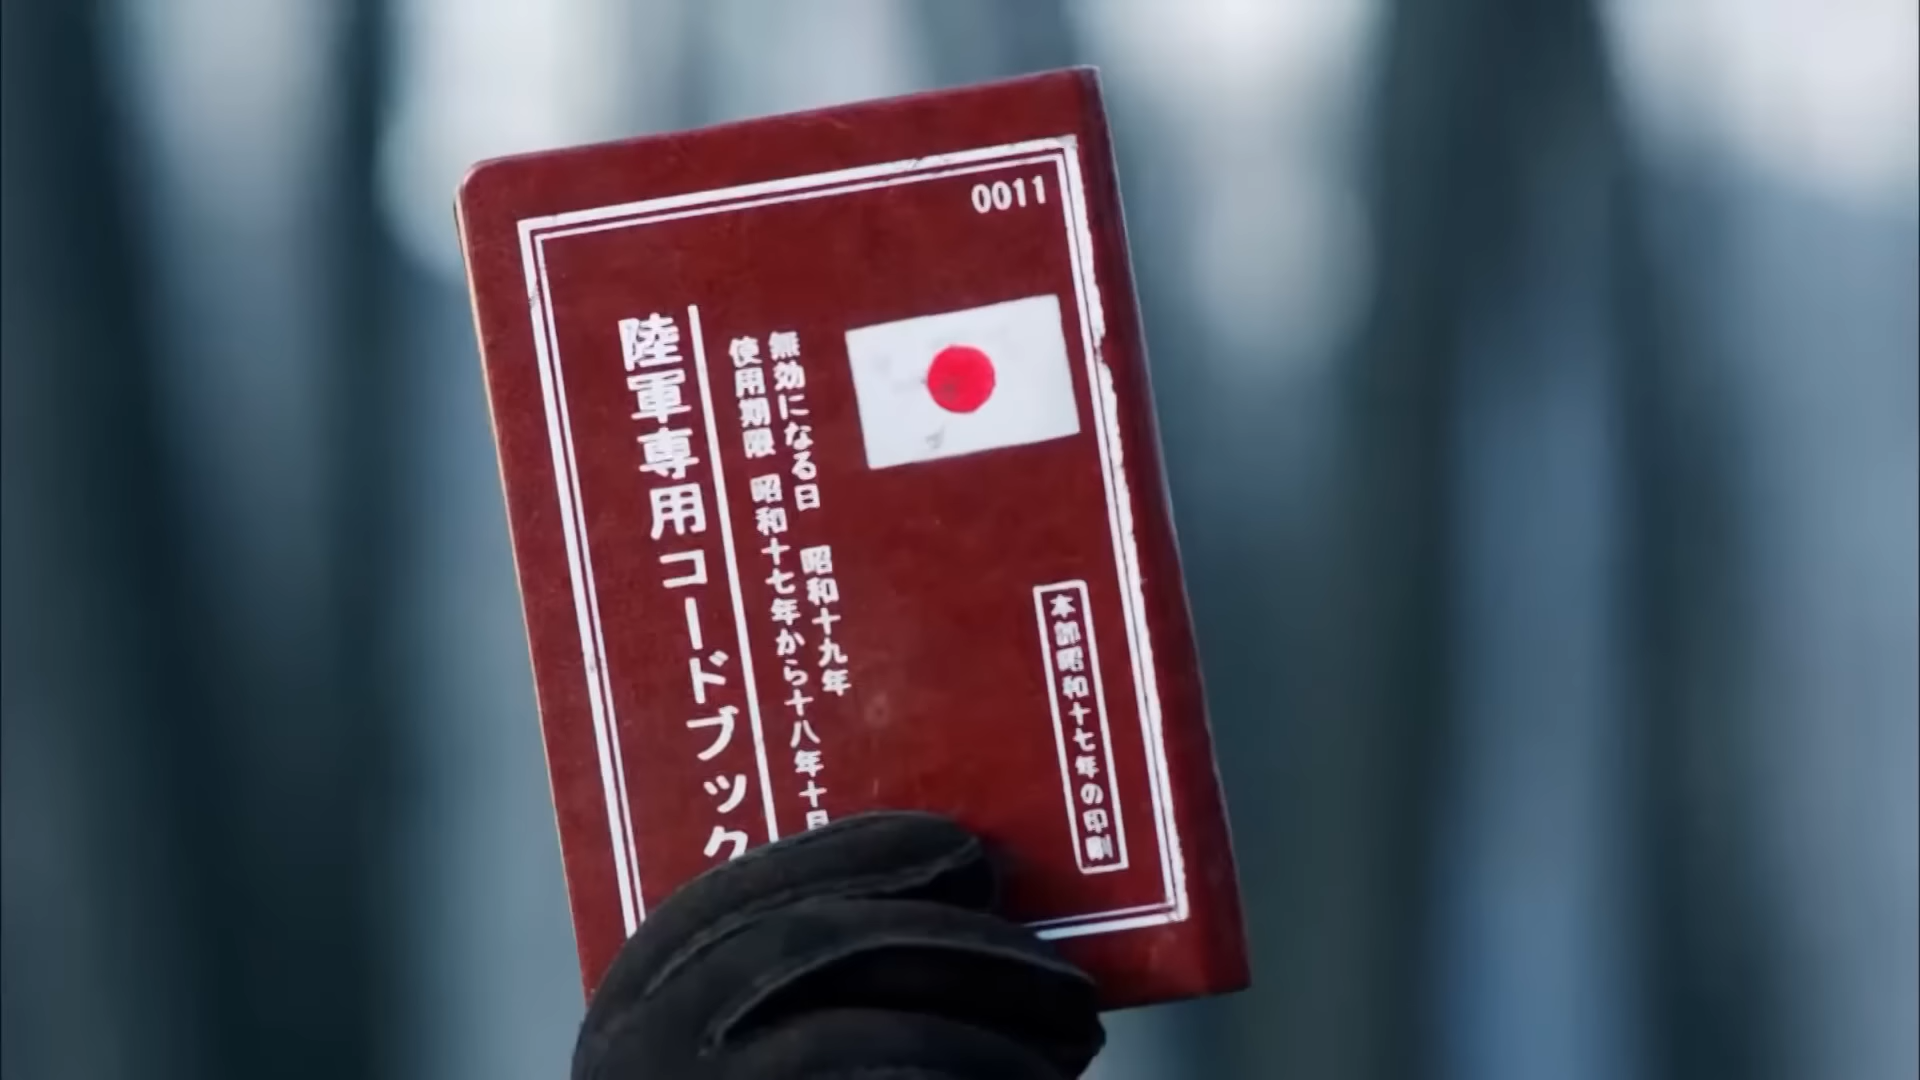 0011
本部昭和十七年の印刷
無効になる日 昭和十九年
使用期限 昭和十七年から十八年十月
陸軍専用コードブック